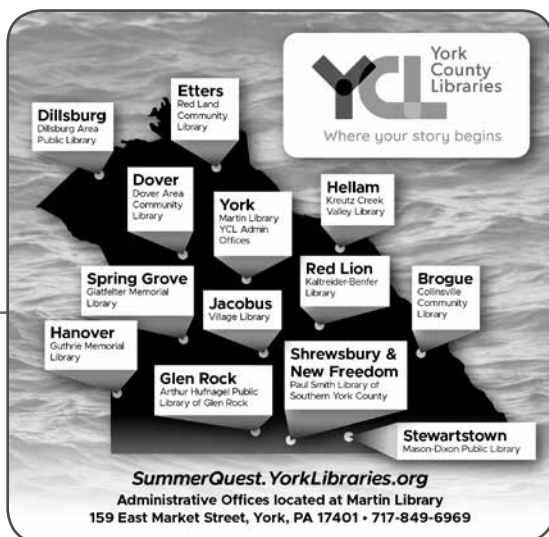 YCL
York
County
Libraries
Where your story begins
Etters
Red Land
Community
Library
Dillsburg
Dillsburg Area
Public Library
Dover
Dover Area
Community
Library
York
Martin Library
YCL Admin
Offices
Hellam
Kreutz Creek
Valley Library
Spring Grove
Glatfelter Memorial
Library
Jacobus
Village Library
Red Lion
Kaltreider-Benfer
Library
Brogue
Collinsville
Community
Library
Hanover
Guthrie Memorial
Library
Glen Rock
Arthur Hufnagel Public
Library of Glen Rock
Shrewsbury &
New Freedom
Paul Smith Library of
Southern York County
Stewartstown
Mason-Dixon Public Library
SummerQuest.YorkLibraries.org
Administrative Offices located at Martin Library
159 East Market Street, York, PA 17401 • 717-849-6969